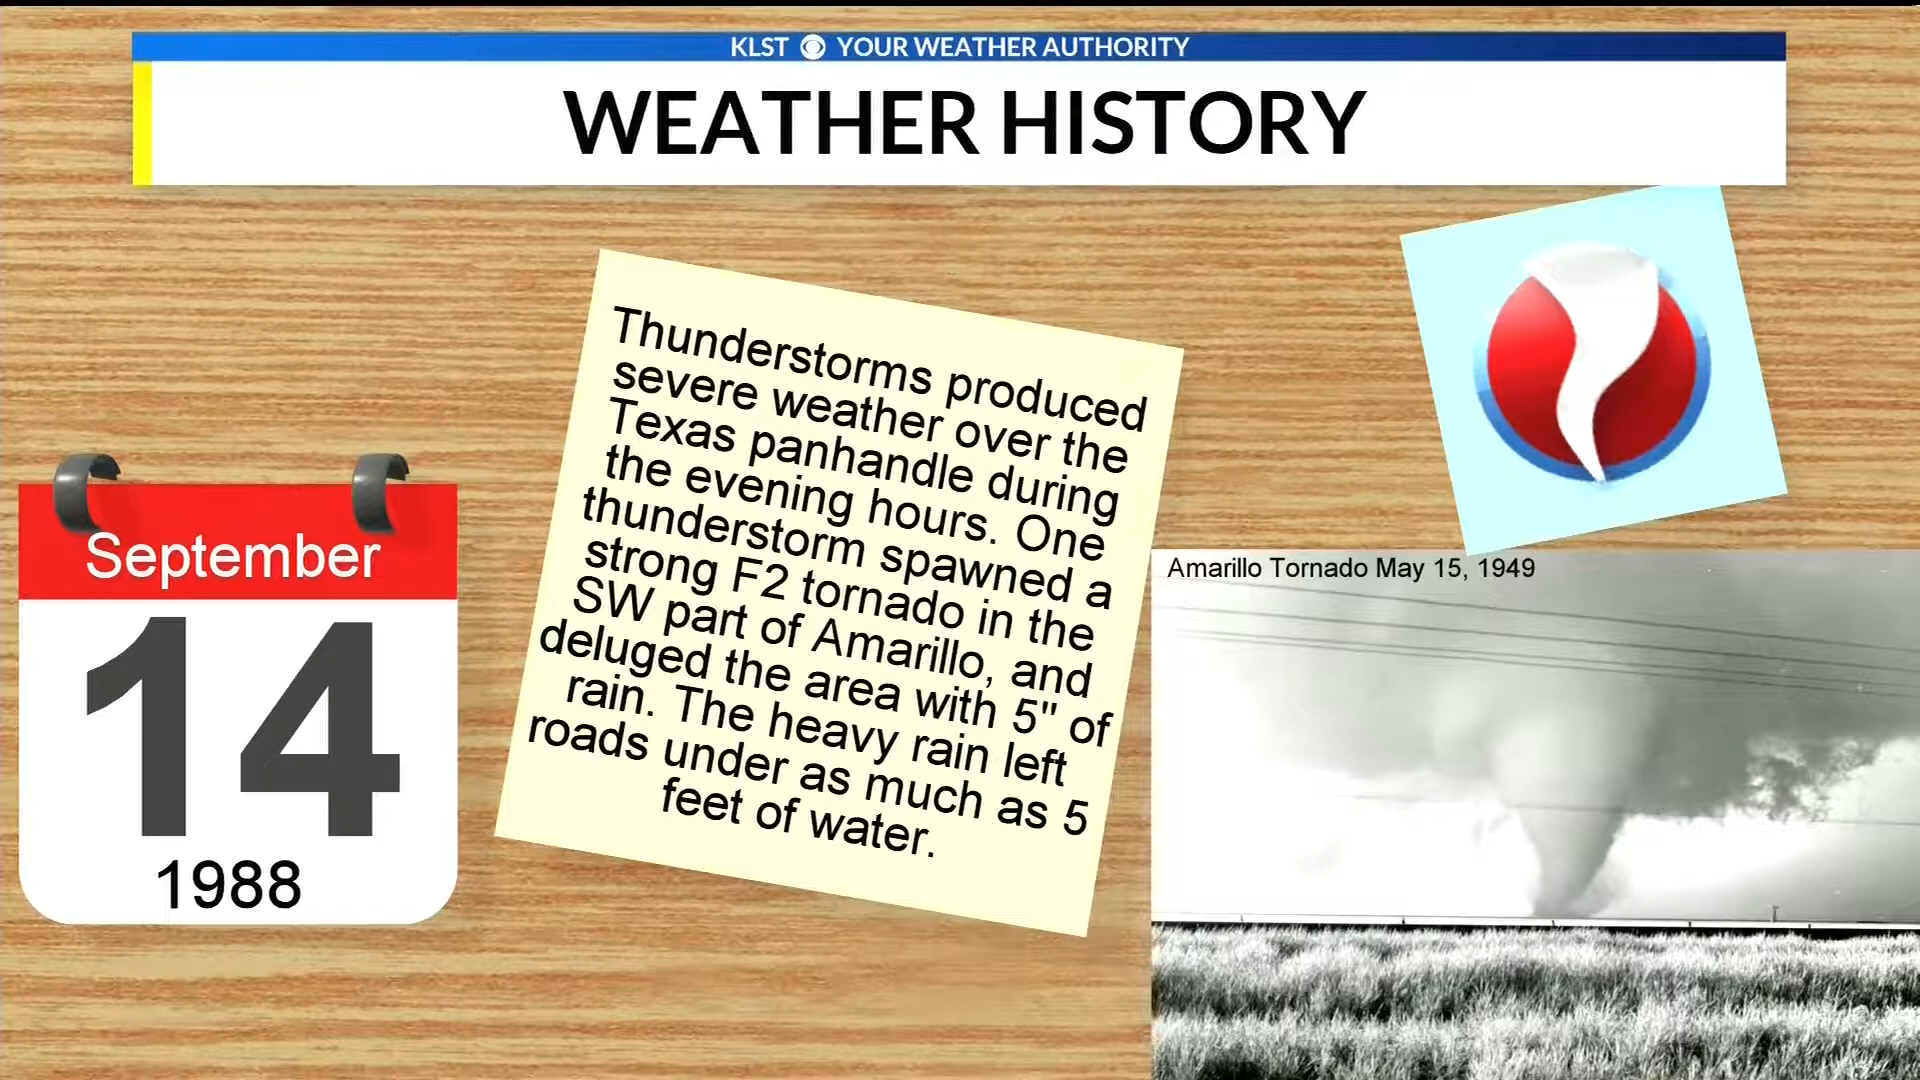 KLST YOUR WEATHER AUTHORITY
WEATHER HISTORY
September
14
1988
Thunderstorms produced
severe weather over the
Texas panhandle during
the evening hours. One
thunderstorm spawned a
strong F2 tornado in the
SW part of Amarillo, and
deluged the area with 5" of
rain. The heavy rain left
roads under as much as 5
feet of water.
Amarillo Tornado May 15, 1949